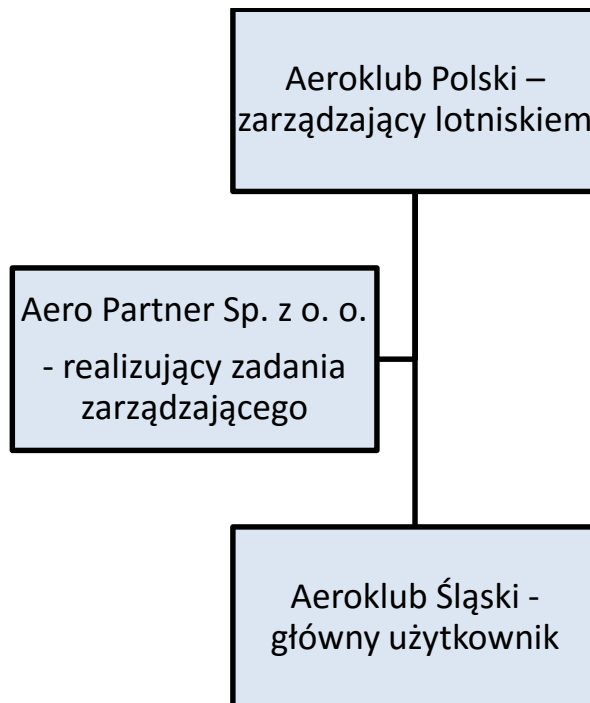 Aeroklub Polski –
zarządzający lotniskiem
Aero Partner Sp. z o. o.
- realizujący zadania
zarządzającego
Aeroklub Śląski -
główny użytkownik